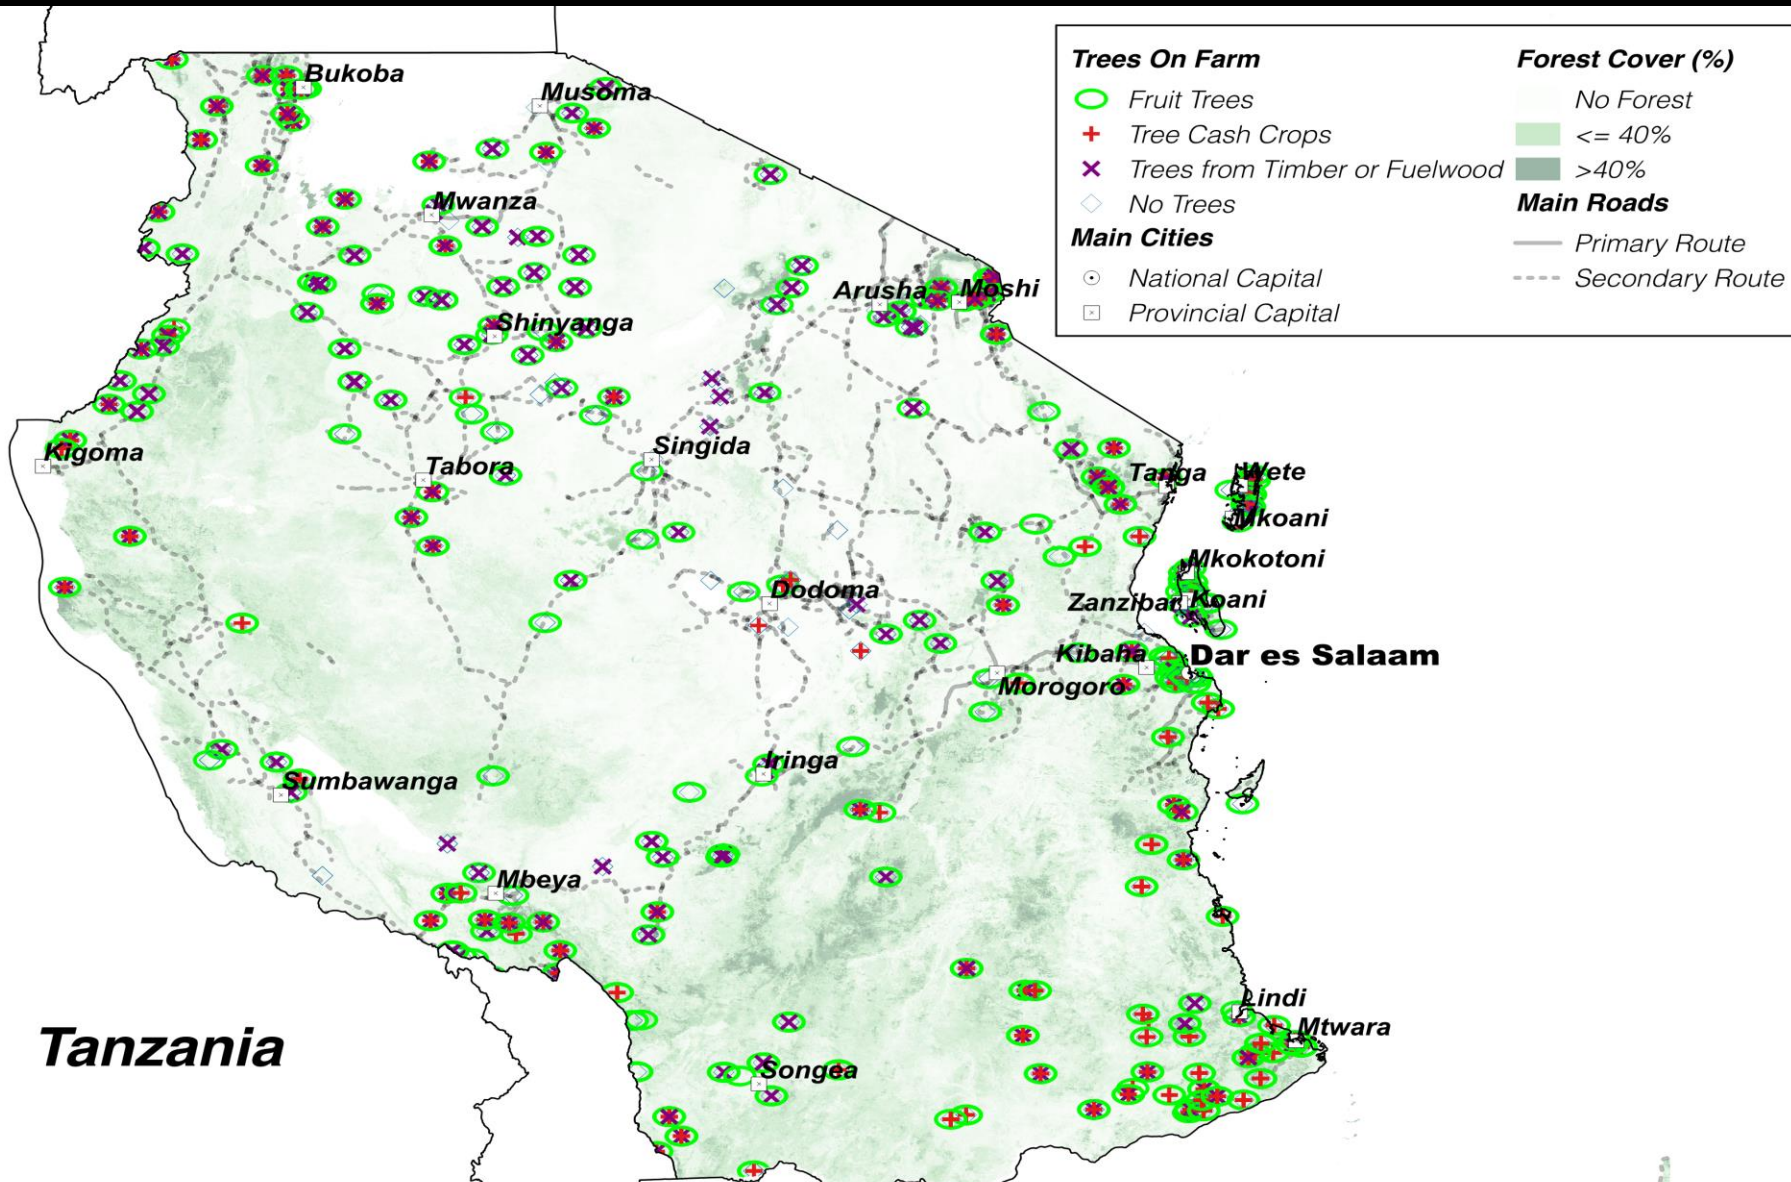 Trees On Farm
Fruit Trees
Tree Cash Crops
Trees from Timber or Fuelwood
No Trees
Main Cities
National Capital
Provincial Capital
Forest Cover (%)
No Forest
<= 40%
>40%
Main Roads
Primary Route
Secondary Route
Bukoba
Musoma
Mwanza
Arusha
Moshi
Shinyanga
Kigoma
Tabora
Singida
Tanga
Wete
Mkoani
Mkokotoni
Dodoma
Zanzibar
Koani
Kibaha
Dar es Salaam
Morogoro
Iringa
Sumbawanga
Mbeya
Lindi
Mtwara
Songea
Tanzania